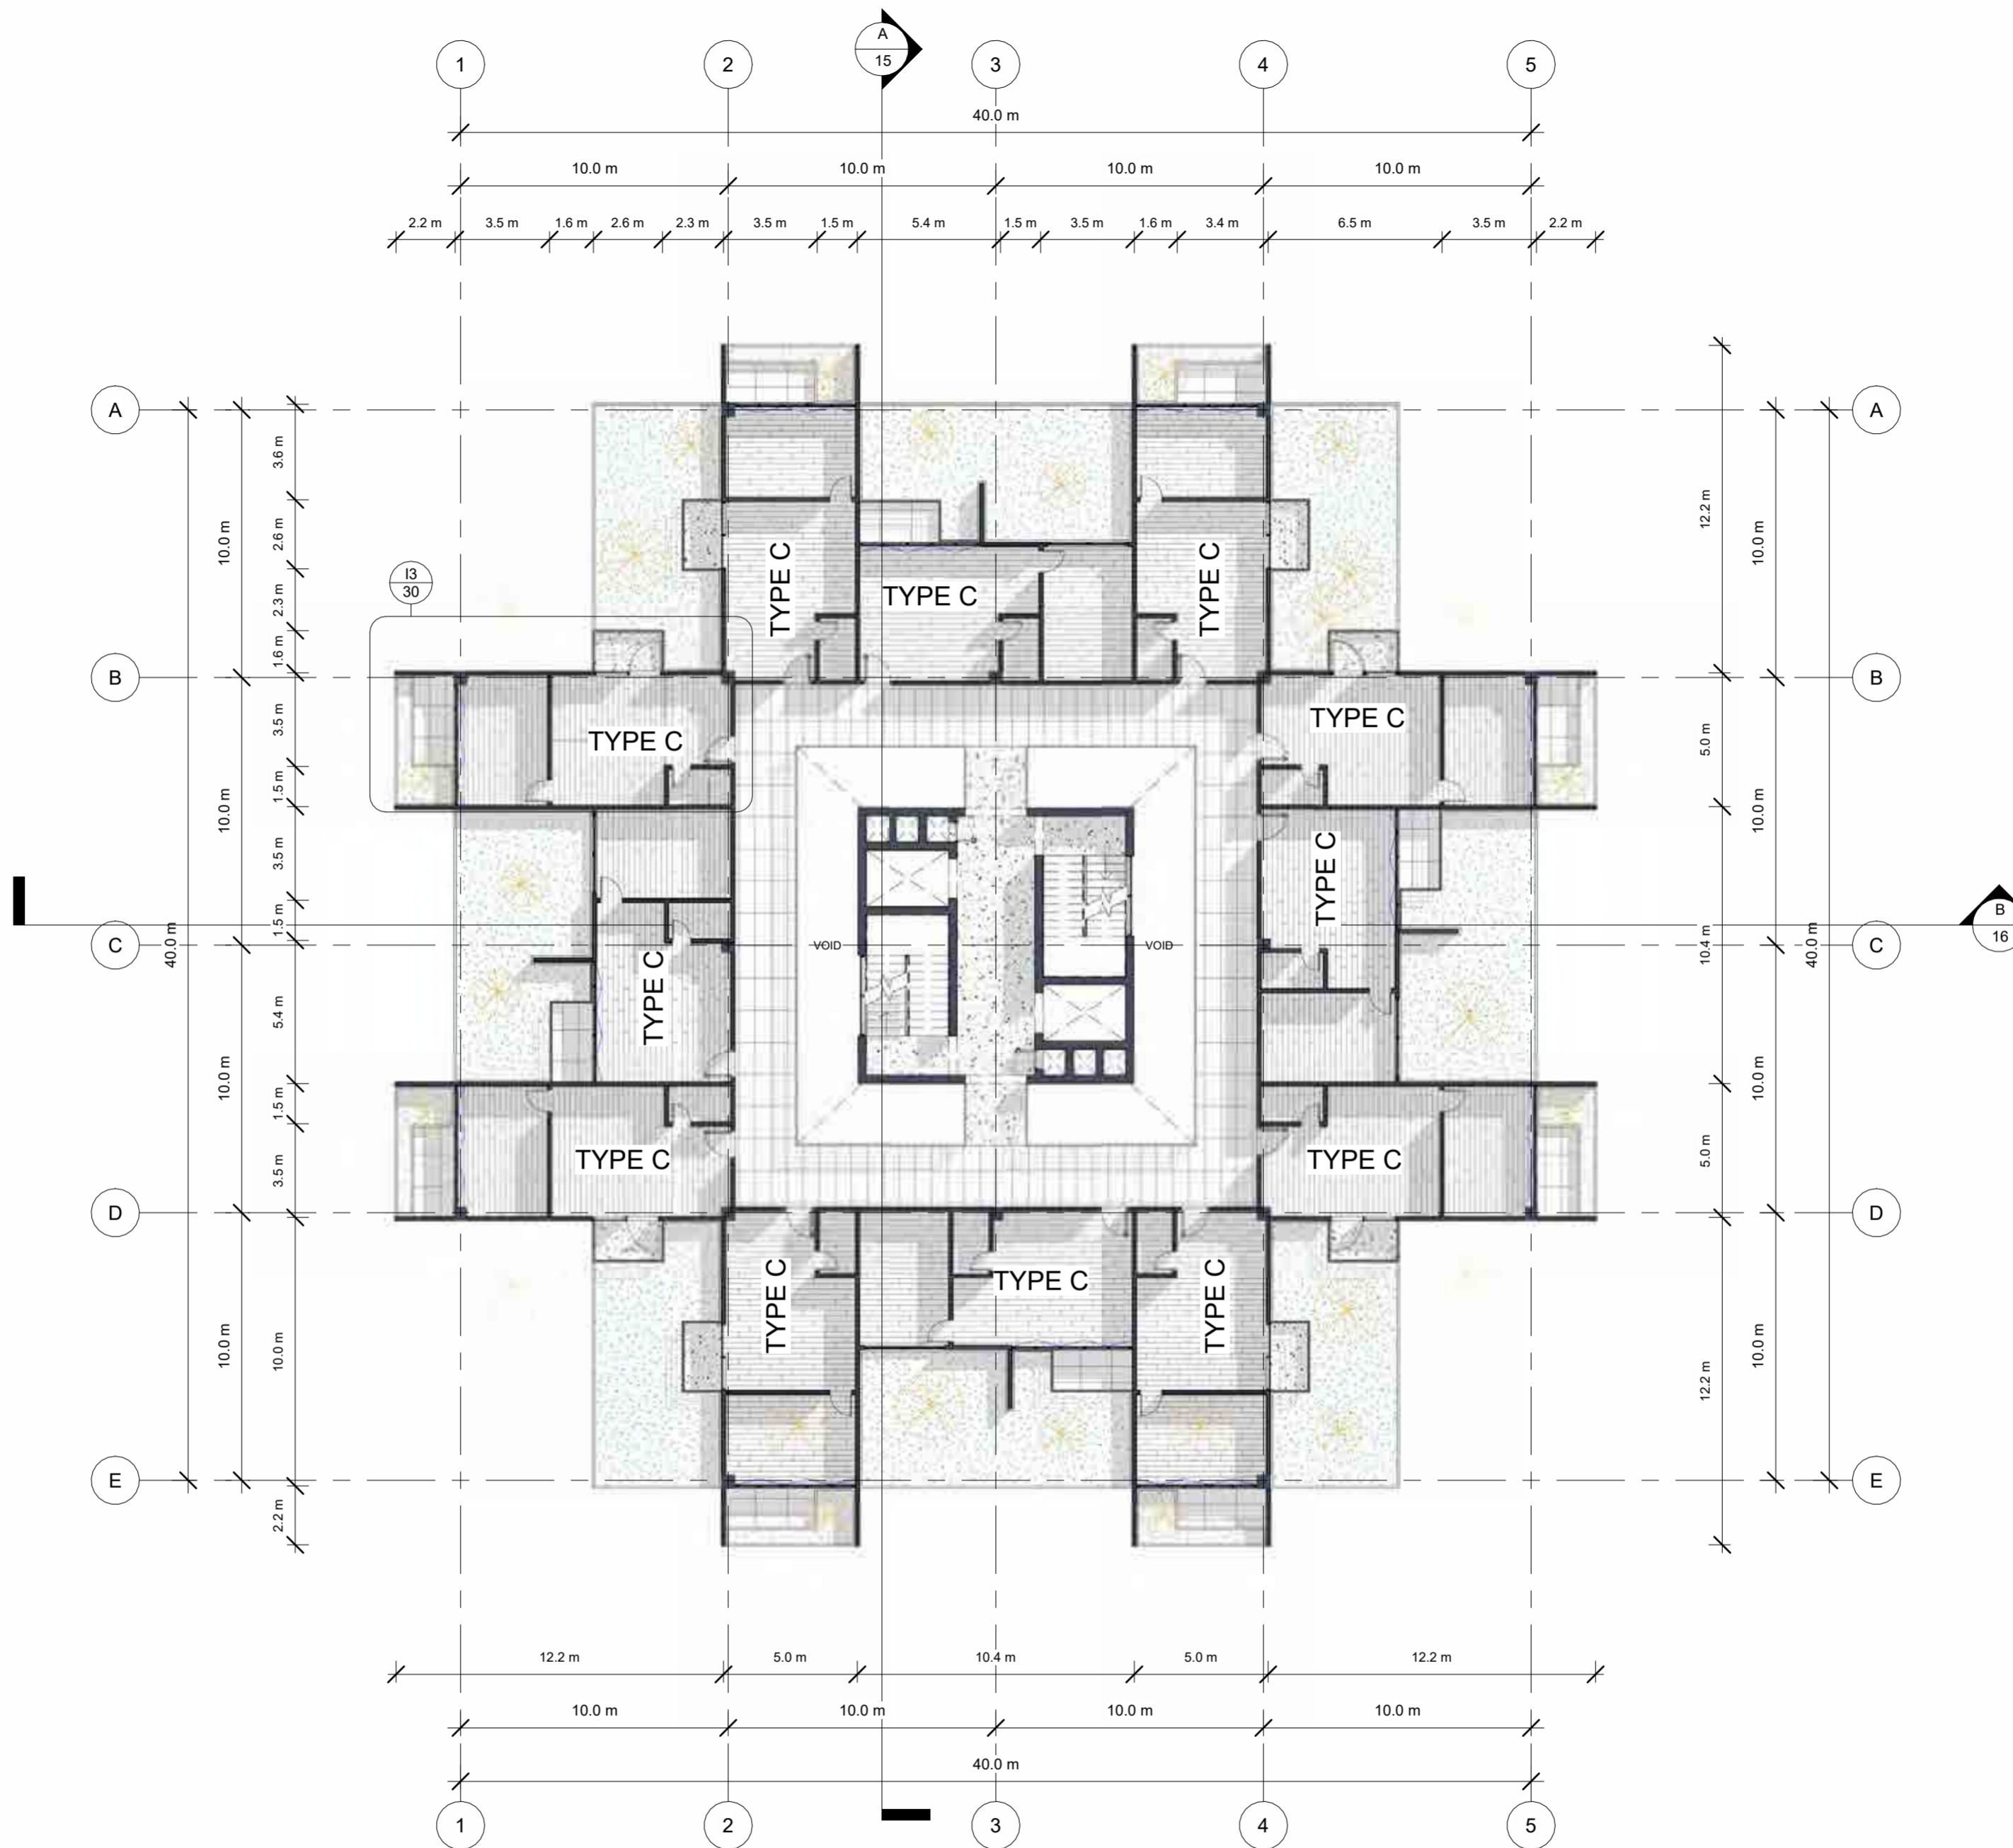 A
15
1
2
3
4
5
40.0 m
10.0 m
10.0 m
10.0 m
10.0 m
2.2 m
3.5 m
1.6 m
2.6 m
2.3 m
3.5 m
1.5 m
5.4 m
1.5 m
3.5 m
1.6 m
3.4 m
6.5 m
3.5 m
2.2 m
A
B
C
D
E
40.0 m
10.0 m
10.0 m
10.0 m
10.0 m
3.6 m
2.6 m
2.3 m
1.6 m
3.5 m
1.5 m
3.5 m
1.5 m
5.4 m
1.5 m
3.5 m
10.0 m
2.2 m
I3
30
TYPE C
TYPE C
TYPE C
TYPE C
TYPE C
TYPE C
TYPE C
VOID
VOID
TYPE C
TYPE C
TYPE C
TYPE C
TYPE C
12.2 m
5.0 m
10.4 m
5.0 m
12.2 m
10.0 m
10.0 m
10.0 m
10.0 m
40.0 m
A
B
C
D
E
B
16
12.2 m
5.0 m
10.4 m
5.0 m
12.2 m
10.0 m
10.0 m
10.0 m
10.0 m
40.0 m
1
2
3
4
5